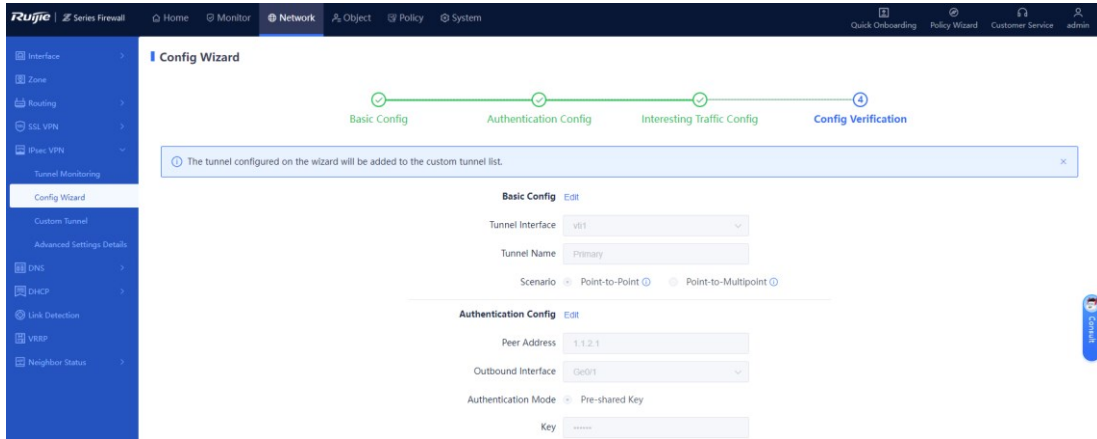 Ruijie | Z Series Firewall Home Monitor Network Object Policy System Quick Onboarding Policy Wizard Customer Service admin
Interface
Zone
Routing
SSL VPN
IPsec VPN
Tunnel Monitoring
Config Wizard
Custom Tunnel
Advanced Settings Details
DNS
DHCP
Link Detection
VRRP
Neighbor Status
Config Wizard
4
Basic Config Authentication Config Interesting Traffic Config Config Verification
The tunnel configured on the wizard will be added to the custom tunnel list.
Basic Config Edit
Tunnel Interface vti1
Tunnel Name Primary
Scenario Point-to-Point Point-to-Multipoint
Authentication Config Edit
Peer Address 1.1.2.1
Outbound Interface Ge0/1
Authentication Mode Pre-shared Key
Key ······
Consult